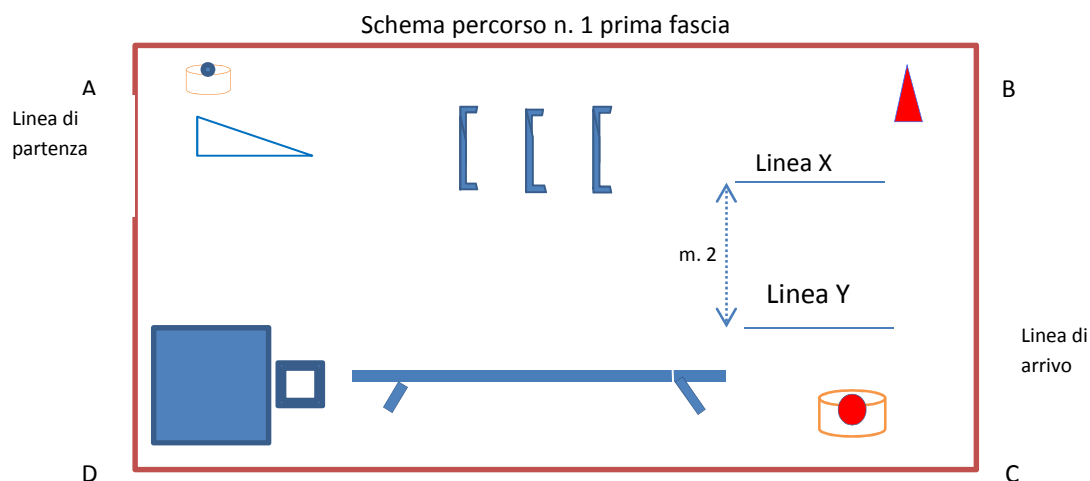 Schema percorso n. 1 prima fascia
A
B
Linea di
partenza
Linea X
m. 2
Linea Y
Linea di
arrivo
D
C